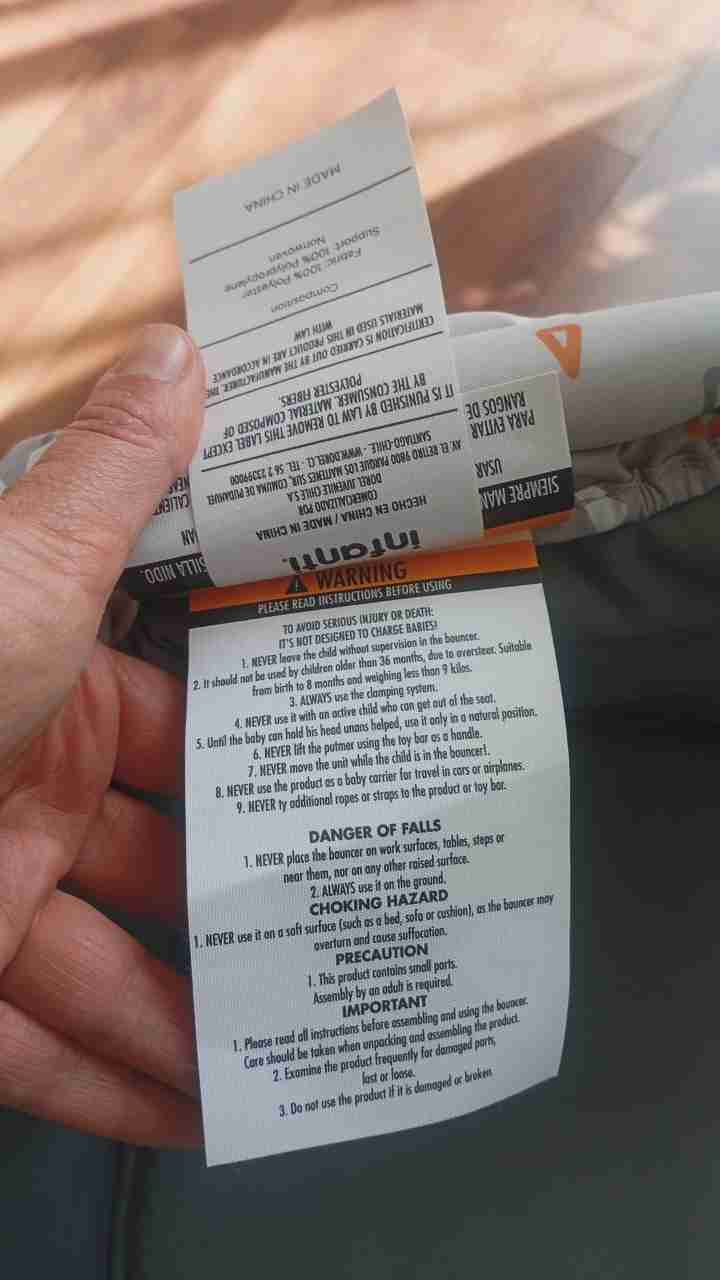 MADE IN CHINA
Composition
Fabric: 100% Polyester
Support: 100% Polypropylene
Nonwoven
CERTIFICATION IS CARRIED OUT BY THE MANUFACTURER. THE
MATERIALS USED IN THIS PRODUCT ARE IN ACCORDANCE
WITH LAW
IT IS PUNISHED BY LAW TO REMOVE THIS LABEL EXCEPT
BY THE CONSUMER. MATERIAL COMPOSED OF
POLYESTER FIBERS.
infanti.
HECHO EN CHINA / MADE IN CHINA
COMERCIALIZADO POR
DOREL JUVENILE CHILE S.A
AV. EL RETIRO 9800 PARQUE LOS MAITENES SUR, COMUNA DE PUDAHUEL
SANTIAGO-CHILE. - WWW.DOREL.CL - TEL. 56 2 23399000
SIEMPRE MAN
USAR
PARA EVITAR
RANGOS DE
SILLA NIDO.
CALIENT
WARNING
PLEASE READ INSTRUCTIONS BEFORE USING
TO AVOID SERIOUS INJURY OR DEATH:
IT'S NOT DESIGNED TO CHARGE BABIES!
1. NEVER leave the child without supervision in the bouncer.
2. It should not be used by children older than 36 months, due to oversteer. Suitable
from birth to 8 months and weighing less than 9 kilos.
3. ALWAYS use the clamping system.
4. NEVER use it with an active child who can get out of the seat.
5. Until the baby can hold his head unans helped, use it only in a natural position.
6. NEVER lift the putmer using the toy bar as a handle.
7. NEVER move the unit while the child is in the bouncer!.
8. NEVER use the product as a baby carrier for travel in cars or airplanes.
9. NEVER ty additional ropes or straps to the product or toy bar.
DANGER OF FALLS
1. NEVER place the bouncer on work surfaces, tables, steps or
near them, nor on any other raised surface.
2. ALWAYS use it on the ground.
CHOKING HAZARD
1. NEVER use it on a soft surface (such as a bed, sofa or cushion), as the bouncer may
overturn and cause suffocation.
PRECAUTION
1. This product contains small parts.
Assembly by an adult is required.
IMPORTANT
1. Please read all instructions before assembling and using the bouncer.
Care should be taken when unpacking and assembling the product.
2. Examine the product frequently for damaged parts,
lost or loose.
3. Do not use the product if it is damaged or broken